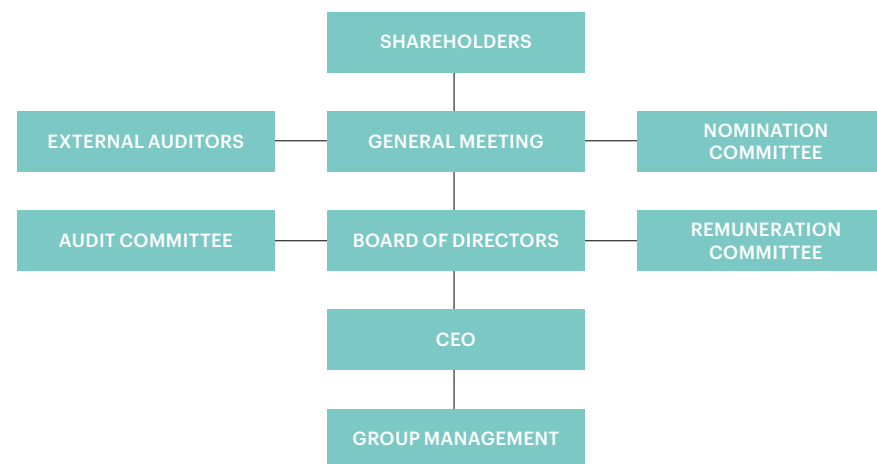 SHAREHOLDERS
EXTERNAL AUDITORS
GENERAL MEETING
NOMINATION
COMMITTEE
AUDIT COMMITTEE
BOARD OF DIRECTORS
REMUNERATION
COMMITTEE
CEO
GROUP MANAGEMENT